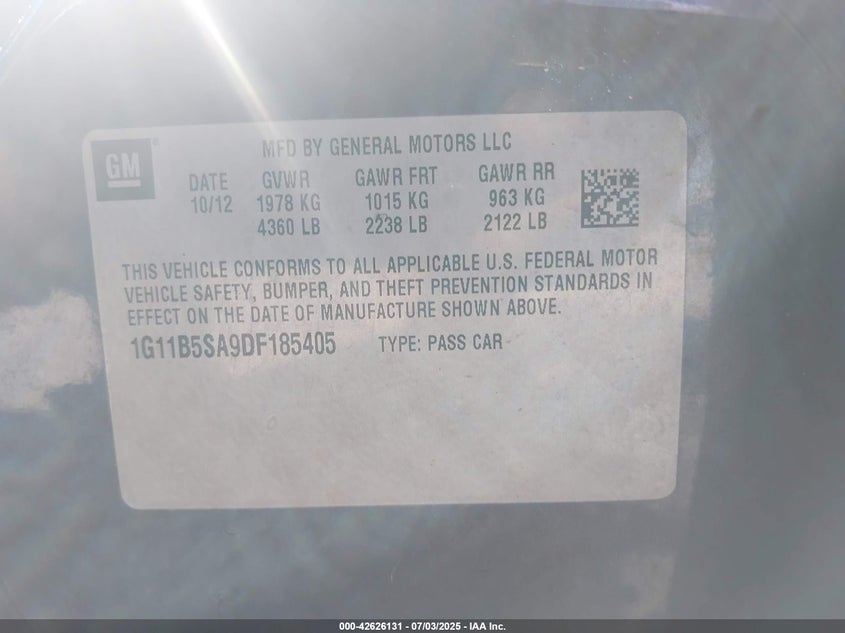 GM
MFD BY GENERAL MOTORS LLC
DATE GVWR GAWR FRT GAWR RR
10/12 1978 KG 1015 KG 963 KG
4360 LB 2238 LB 2122 LB
THIS VEHICLE CONFORMS TO ALL APPLICABLE U.S. FEDERAL MOTOR
VEHICLE SAFETY, BUMPER, AND THEFT PREVENTION STANDARDS IN
EFFECT ON THE DATE OF MANUFACTURE SHOWN ABOVE.
1G11B5SA9DF185405 TYPE: PASS CAR
000-42626131 - 07/03/2025 - IAA Inc.